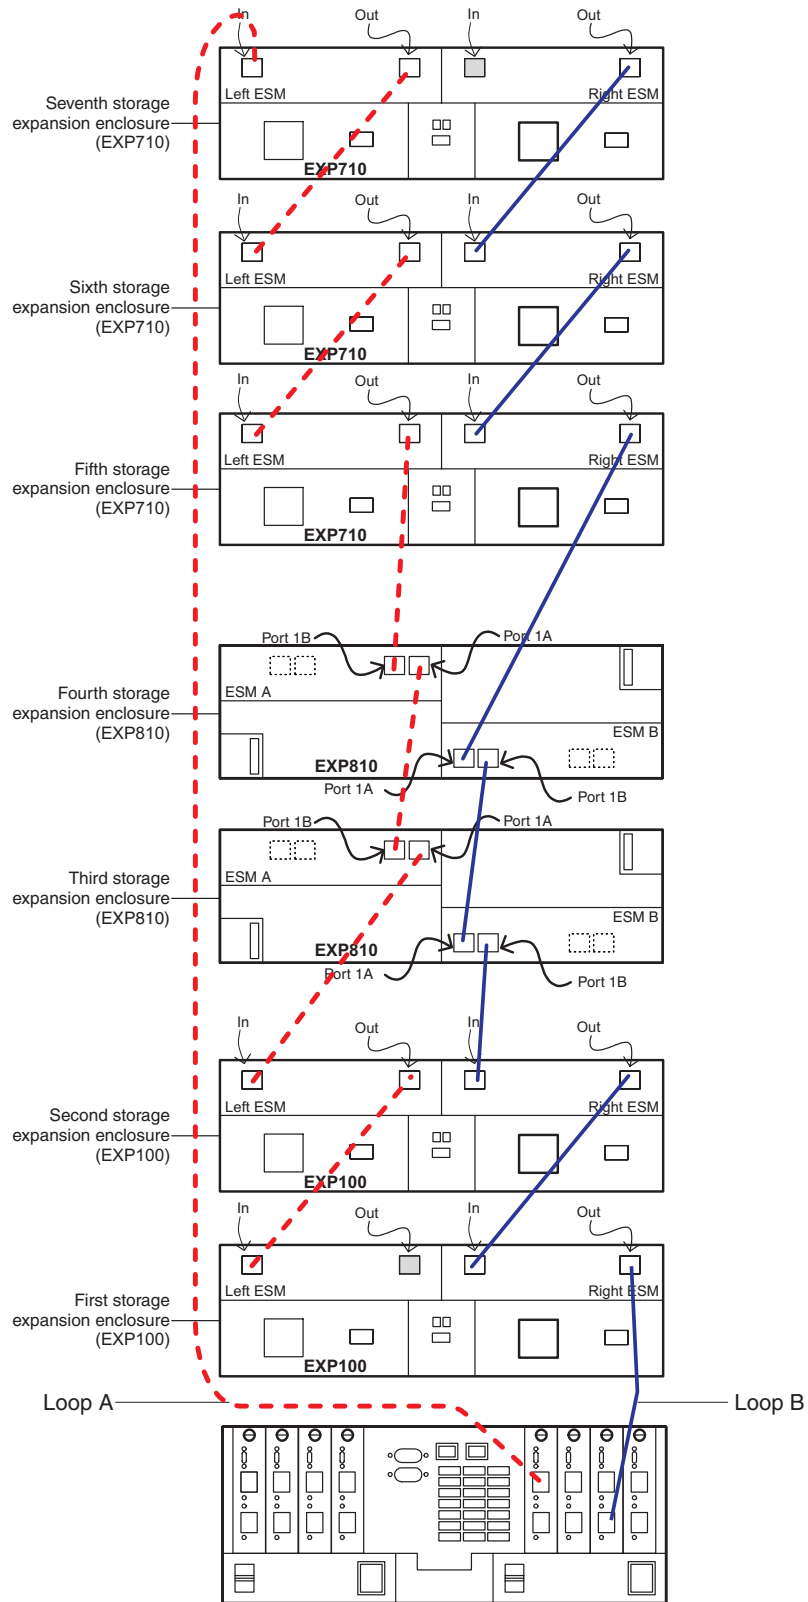 In
Out
In
Out
Left ESM
Right ESM
Seventh storage
expansion enclosure
(EXP710)
EXP710
In
Out
In
Out
Left ESM
Right ESM
Sixth storage
expansion enclosure
(EXP710)
EXP710
In
Out
In
Out
Left ESM
Right ESM
Fifth storage
expansion enclosure
(EXP710)
EXP710
Port 1B
Port 1A
ESM A
Fourth storage
expansion enclosure
(EXP810)
ESM B
EXP810
Port 1A
Port 1B
Port 1B
Port 1A
ESM A
Third storage
expansion enclosure
(EXP810)
ESM B
EXP810
Port 1A
Port 1B
In
Out
In
Out
Left ESM
Right ESM
Second storage
expansion enclosure
(EXP100)
EXP100
In
Out
In
Out
Left ESM
Right ESM
First storage
expansion enclosure
(EXP100)
EXP100
Loop A
Loop B